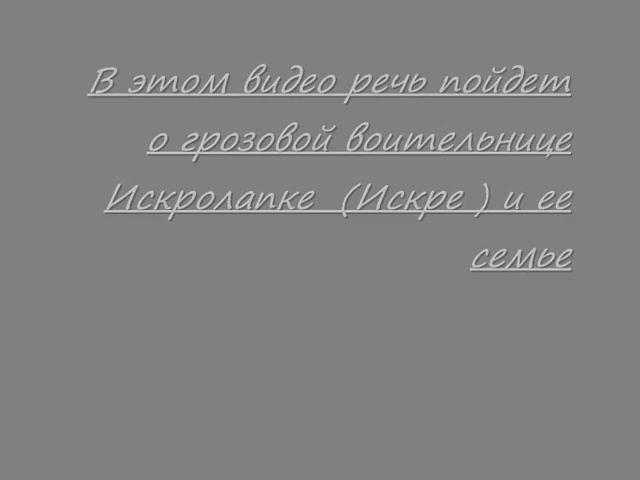 В этом видео речь пойдет
о грозовой воительнице
Искролапке (Искре ) и ее
семье